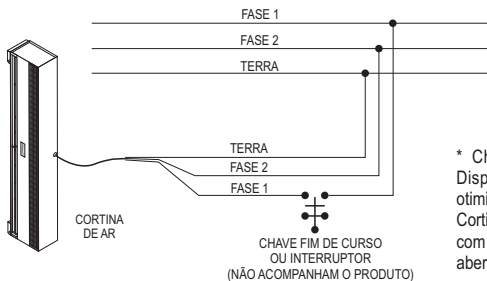 FASE 1
FASE 2
TERRA
TERRA
FASE 2
FASE 1
CORTINA
DE AR
CHAVE FIM DE CURSO
OU INTERRUPTOR
(NÃO ACOMPANHAM O PRODUTO)
* Ch
Disp
otimi
Corti
com
aber